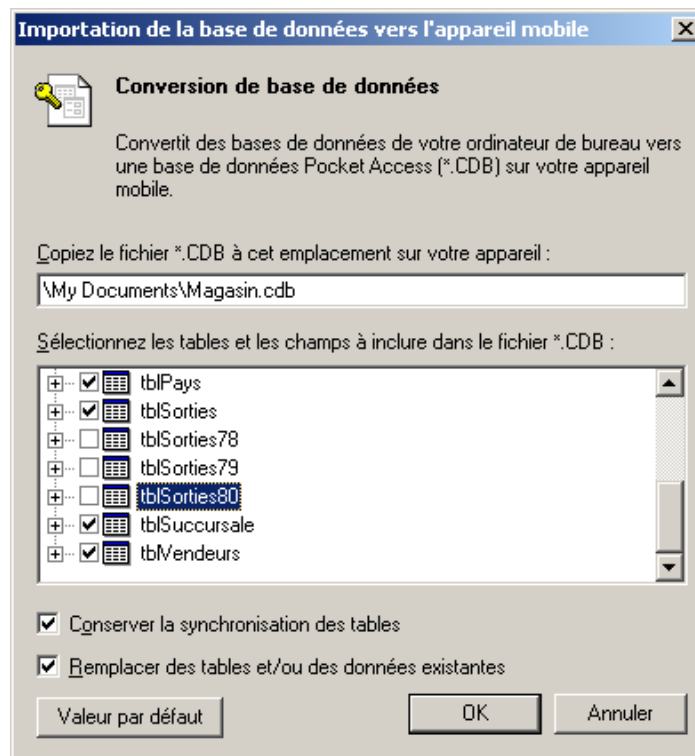 Importation de la base de données vers l'appareil mobile
Conversion de base de données
Convertit des bases de données de votre ordinateur de bureau vers
une base de données Pocket Access (*.CDB) sur votre appareil
mobile.
Copiez le fichier *.CDB à cet emplacement sur votre appareil :
\My Documents\Magasin.cdb
Sélectionnez les tables et les champs à inclure dans le fichier *.CDB :
tblPays
tblSorties
tblSorties78
tblSorties79
tblSorties80
tblSuccursale
tblVendeurs
Conserver la synchronisation des tables
Remplacer des tables et/ou des données existantes
Valeur par défaut
OK
Annuler